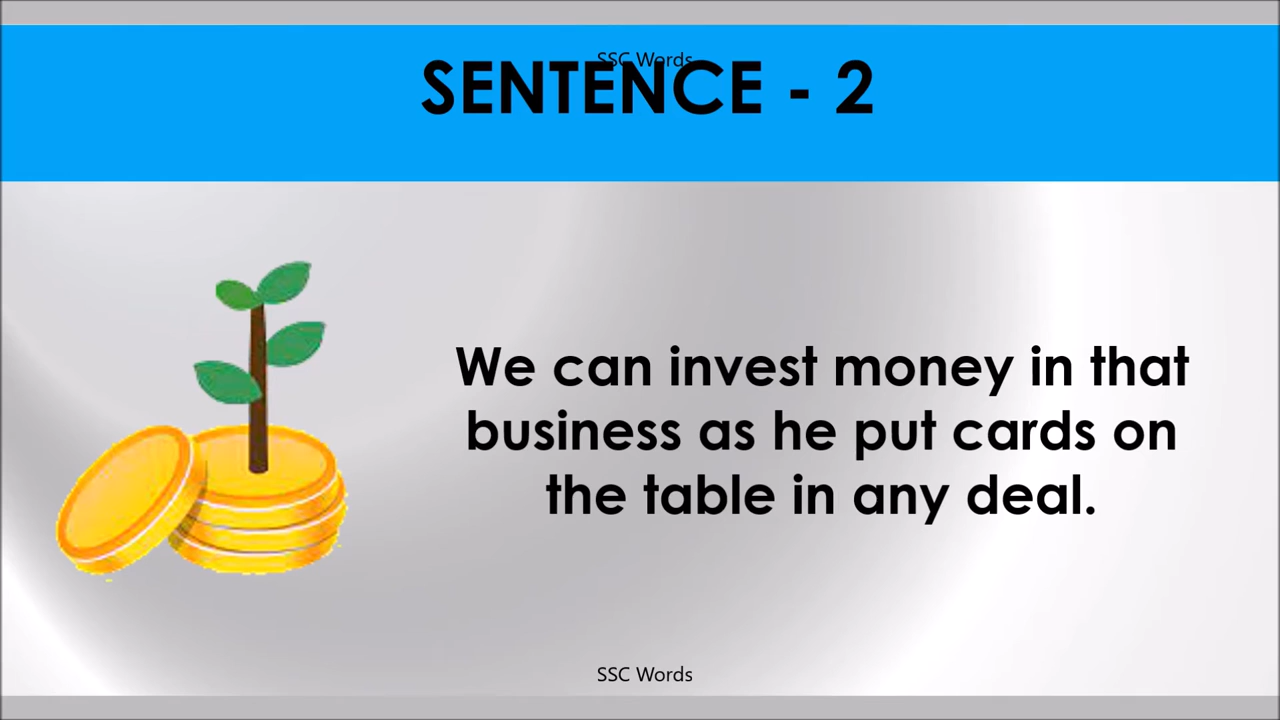 SSC Words
SENTENCE - 2
We can invest money in that
business as he put cards on
the table in any deal.
SSC Words